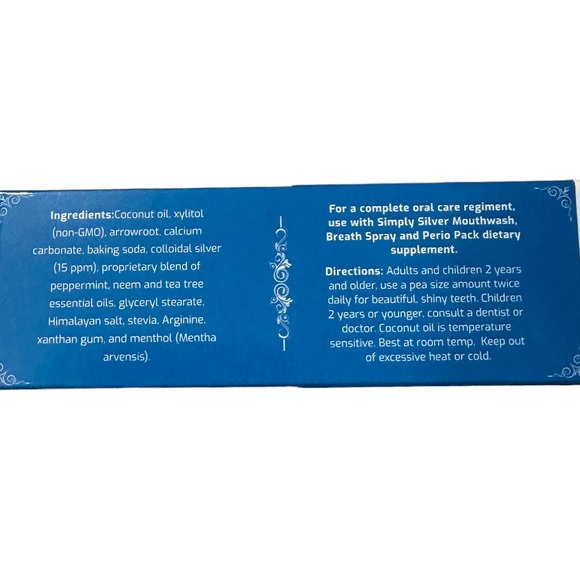 Ingredients:Coconut oil, xylitol
(non-GMO), arrowroot, calcium
carbonate, baking soda, colloidal silver
(15 ppm), proprietary blend of
peppermint, neem and tea tree
essential oils, glyceryl stearate,
Himalayan salt, stevia, Arginine,
xanthan gum, and menthol (Mentha
arvensis).
For a complete oral care regiment,
use with Simply Silver Mouthwash,
Breath Spray and Perio Pack dietary
supplement.
Directions: Adults and children 2 years
and older, use a pea size amount twice
daily for beautiful, shiny teeth. Children
2 years or younger, consult a dentist or
doctor. Coconut oil is temperature
sensitive. Best at room temp. Keep out
of excessive heat or cold.